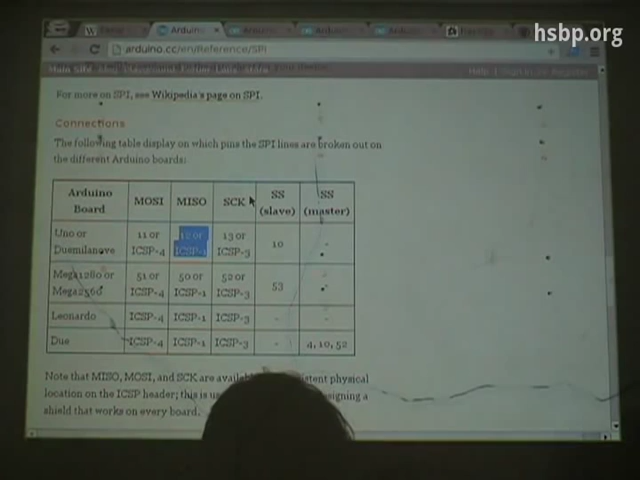 hsbp.org
Arduino
arduino.cc/en/Reference/SPI
For more on SPI, see Wikipedia's page on SPI.
Connections
The following table display on which pins the SPI lines are broken out on
the different Arduino boards:
Arduino Board MOSI MISO SCK SS (slave) SS (master)
Uno or Duemilanove 11 or ICSP-4 12 or ICSP-1 13 or ICSP-3 10 -
Mega1280 or Mega2560 51 or ICSP-4 50 or ICSP-1 52 or ICSP-3 53 -
Leonardo ICSP-4 ICSP-1 ICSP-3 - -
Due ICSP-4 ICSP-1 ICSP-3 - 4, 10, 52
Note that MISO, MOSI, and SCK are physical
location on the ICSP header; this is a
shield that works on every board.